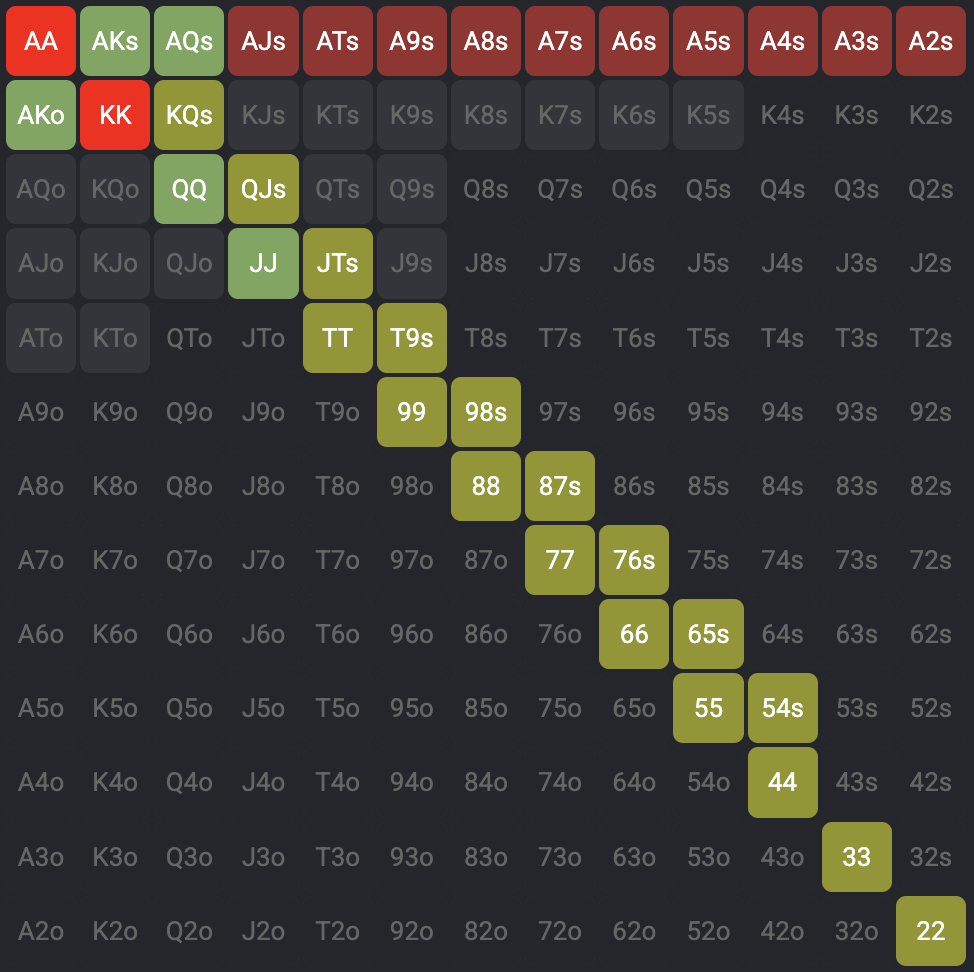 AA AKs AQs AJs ATs A9s A8s A7s A6s A5s A4s A3s A2s
AKo KK KQs KJs KTs K9s K8s K7s K6s K5s K4s K3s K2s
AQo KQo QQ QJs QTs Q9s Q8s Q7s Q6s Q5s Q4s Q3s Q2s
AJo KJo QJo JJ JTs J9s J8s J7s J6s J5s J4s J3s J2s
ATo KTo QTo JTo TT T9s T8s T7s T6s T5s T4s T3s T2s
A9o K9o Q9o J9o T9o 99 98s 97s 96s 95s 94s 93s 92s
A8o K8o Q8o J8o T8o 98o 88 87s 86s 85s 84s 83s 82s
A7o K7o Q7o J7o T7o 97o 87o 77 76s 75s 74s 73s 72s
A6o K6o Q6o J6o T6o 96o 86o 76o 66 65s 64s 63s 62s
A5o K5o Q5o J5o T5o 95o 85o 75o 65o 55 54s 53s 52s
A4o K4o Q4o J4o T4o 94o 84o 74o 64o 54o 44 43s 42s
A3o K3o Q3o J3o T3o 93o 83o 73o 63o 53o 43o 33 32s
A2o K2o Q2o J2o T2o 92o 82o 72o 62o 52o 42o 32o 22